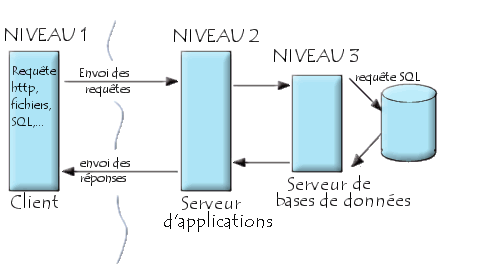 NIVEAU 1
NIVEAU 2
NIVEAU 3
Requête
http,
fichiers,
SQL,...
Envoi des
requêtes
requête SQL
envoi des
réponses
Client
Serveur
d'applications
Serveur de
bases de données